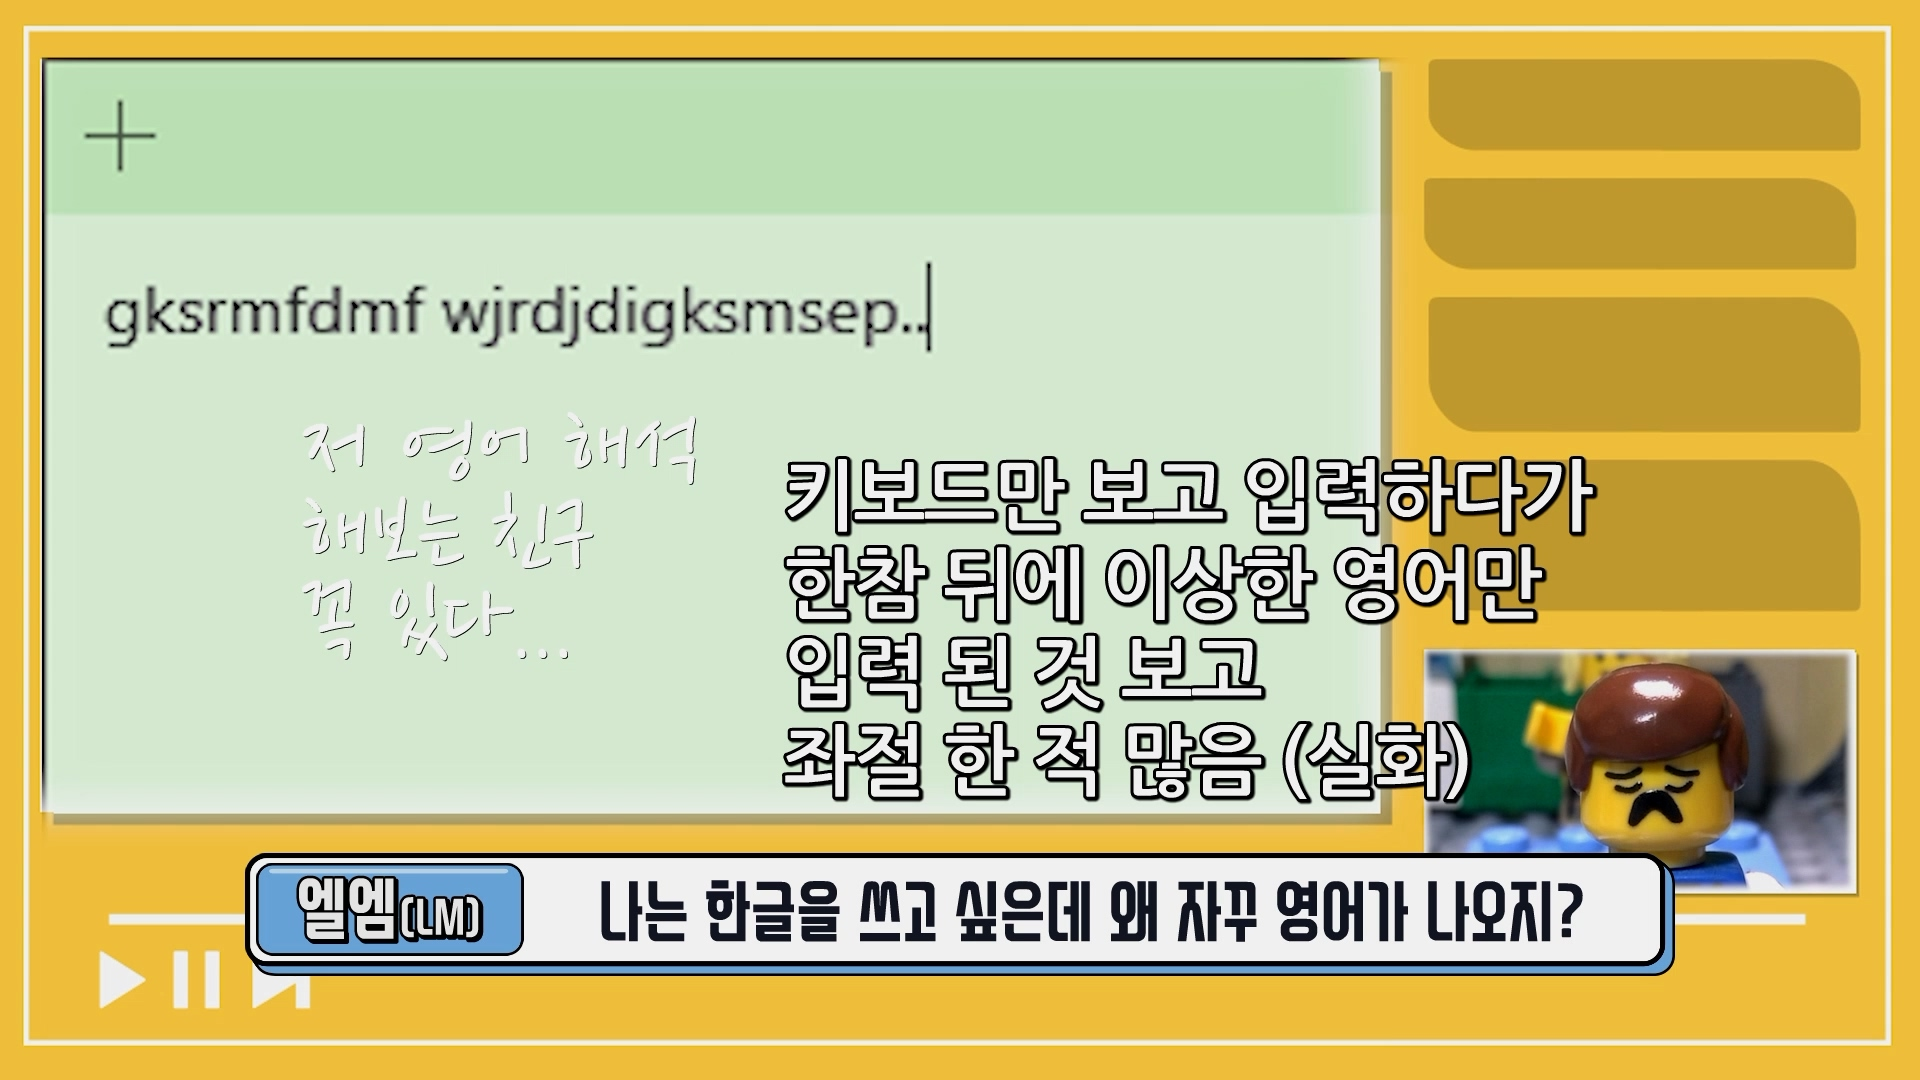 gksrmfdmf wjrdjdigksmsep..
저 영어 해석
해보는 친구
꼭 있다...
키보드만 보고 입력하다가
한참 뒤에 이상한 영어만
입력 된 것 보고
좌절 한 적 많음 (실화)
엘엠(LM) 나는 한글을 쓰고 싶은데 왜 자꾸 영어가 나오지?